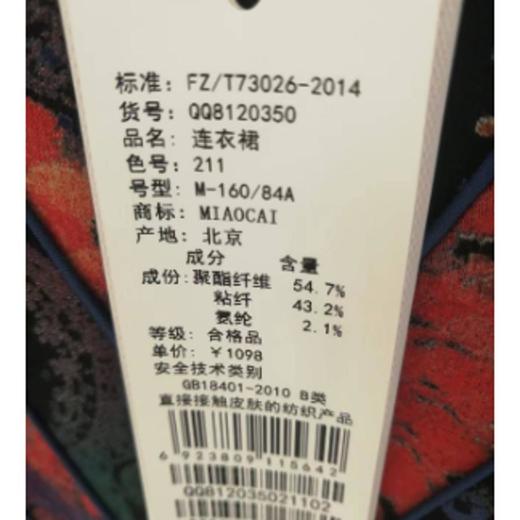 标准: FZ/T73026-2014
货号: QQ8120350
品名: 连衣裙
色号: 211
号型: M-160/84A
商标: MIAOCAI
产地: 北京
成分 含量
成份: 聚酯纤维 54.7%
粘纤 43.2%
氨纶 2.1%
等级: 合格品
单价: ¥1098
安全技术类别
GB18401-2010 B类
直接接触皮肤的纺织产品
6 923809 115642
QQ812035021102